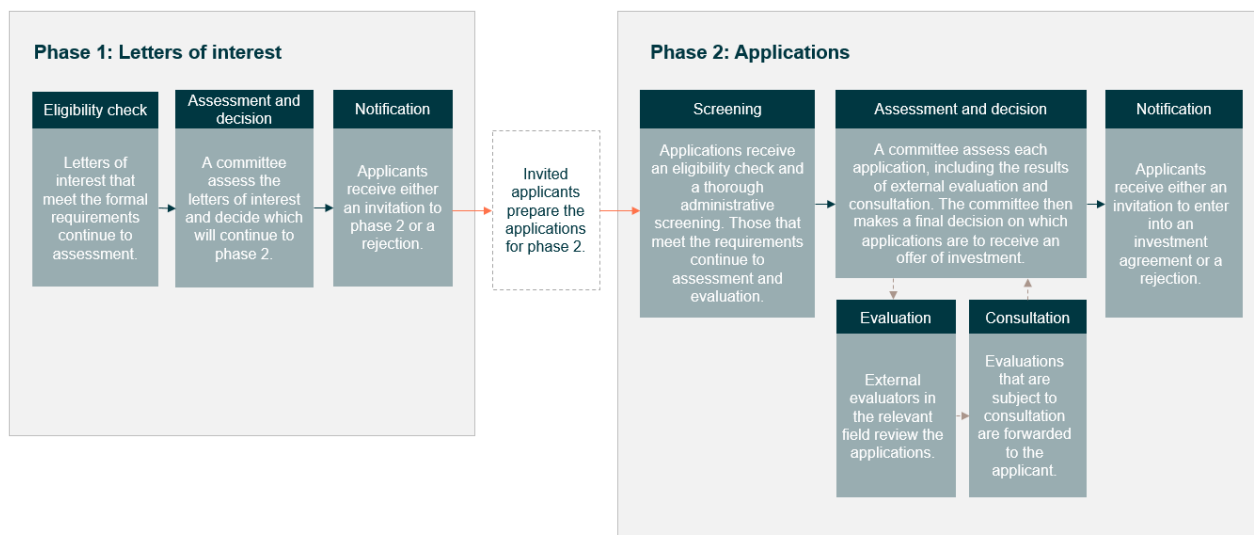 Phase 1: Letters of interest
Eligibility check
Letters of
interest that
meet the formal
requirements
continue to
assessment.
Assessment and
decision
A committee
assess the
letters of interest
and decide which
will continue to
phase 2.
Notification
Applicants
receive either
an invitation to
phase 2 or a
rejection.
Invited
applicants
prepare the
applications
for phase 2.
Phase 2: Applications
Screening
Applications receive
an eligibility check and
a thorough
administrative
screening. Those that
meet the requirements
continue to
assessment and
evaluation.
Assessment and decision
A committee assess each
application, including the results
of external evaluation and
consultation. The committee then
makes a final decision on which
applications are to receive an
offer of investment.
Evaluation
External
evaluators in
the relevant
field review the
applications.
Consultation
Evaluations
that are
subject to
consultation
are forwarded
to the
applicant.
Notification
Applicants
receive either an
invitation to enter
into an
investment
agreement or a
rejection.